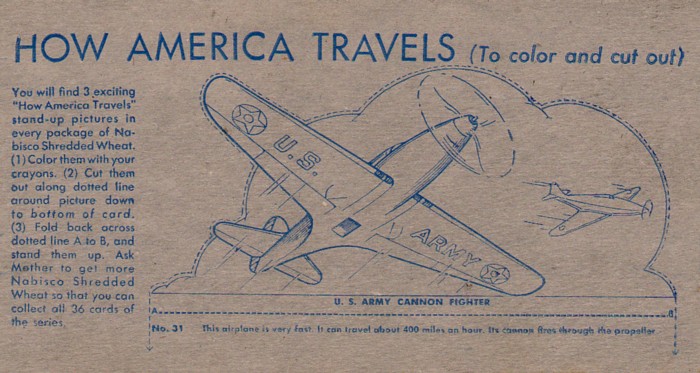 HOW AMERICA TRAVELS (To color and cut out)
You will find 3 exciting
"How America Travels"
stand-up pictures in
every package of Na-
bisco Shredded Wheat.
(1) Color them with your
crayons. (2) Cut them
out along dotted line
around picture down
to bottom of card.
(3) Fold back across
dotted line A to B, and
stand them up. Ask
Mother to get more
Nabisco Shredded
Wheat so that you can
collect all 36 cards of
the series.
U.S.
ARMY
U. S. ARMY CANNON FIGHTER
A B
No. 31 This airplane is very fast. It can travel about 400 miles an hour. Its cannon fires through the propeller.